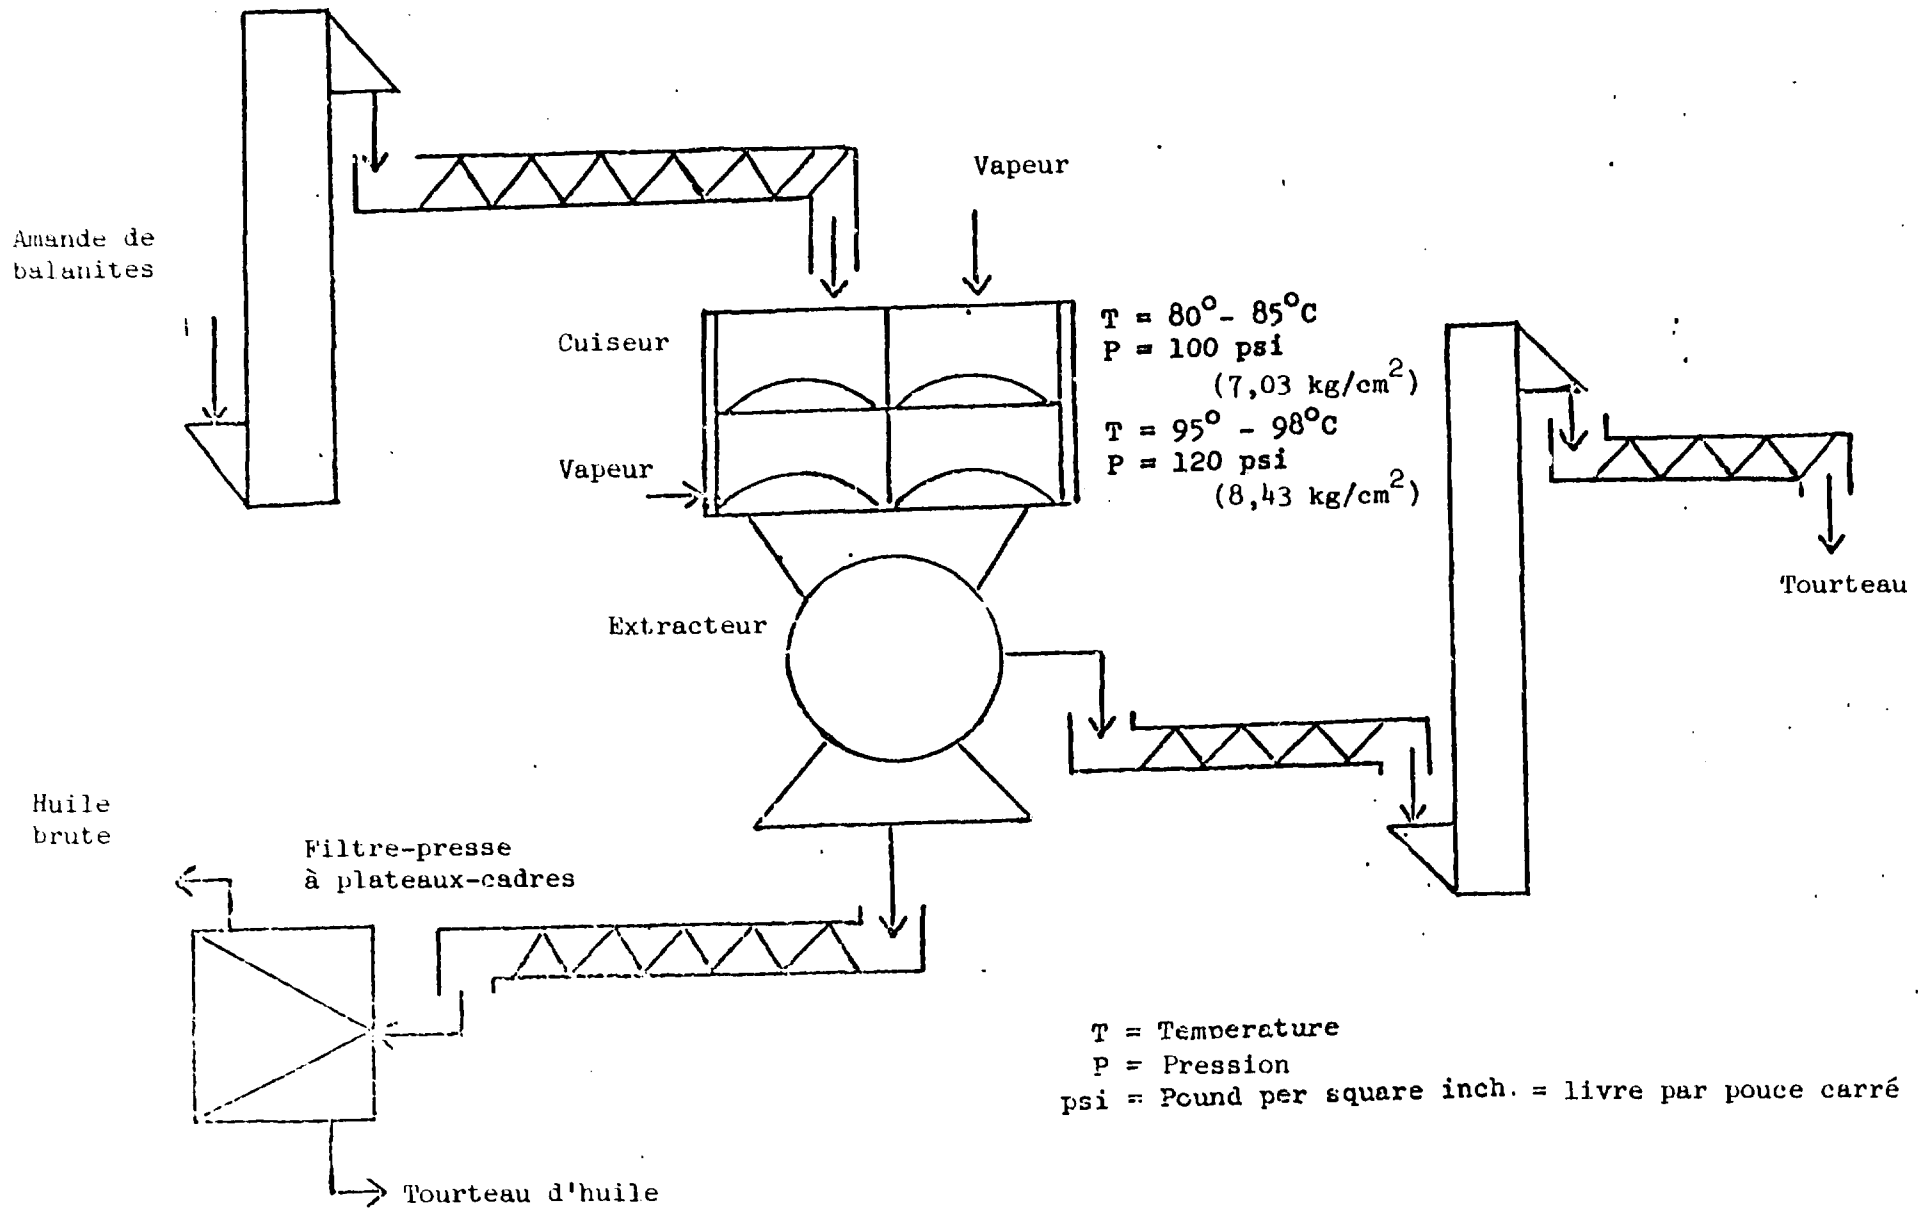 Vapeur
Amande de
balanites
Cuiseur
T = 80° - 85°C
P = 100 psi
(7,03 kg/cm²)
T = 95° - 98°C
P = 120 psi
(8,43 kg/cm²)
Vapeur
Tourteau
Extracteur
Huile
brute
Filtre-presse
à plateaux-cadres
T = Temperature
P = Pression
psi = Pound per square inch. = livre par pouce carré
Tourteau d'huile